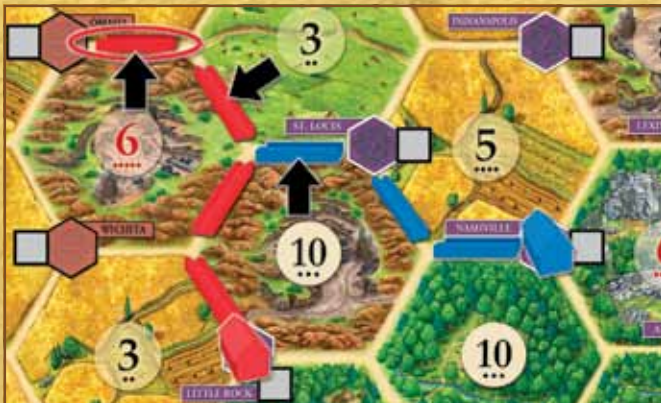 OMAHA
INDIANAPOLIS
3
ST. LOUIS
6
5
WICHITA
NASHVILLE
10
3
10
LITTLE ROCK